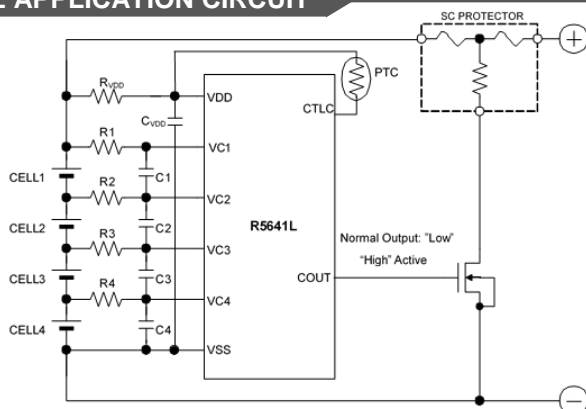 E APPLICATION CIRCUIT
SC PROTECTOR
PTC
RVDD
VDD
CVDD
CTLC
R1
VC1
CELL1
C1
R2
VC2
R5641L
CELL2
C2
R3
VC3
Normal Output: "Low"
"High" Active
CELL3
C3
COUT
R4
VC4
CELL4
C4
VSS
+
−